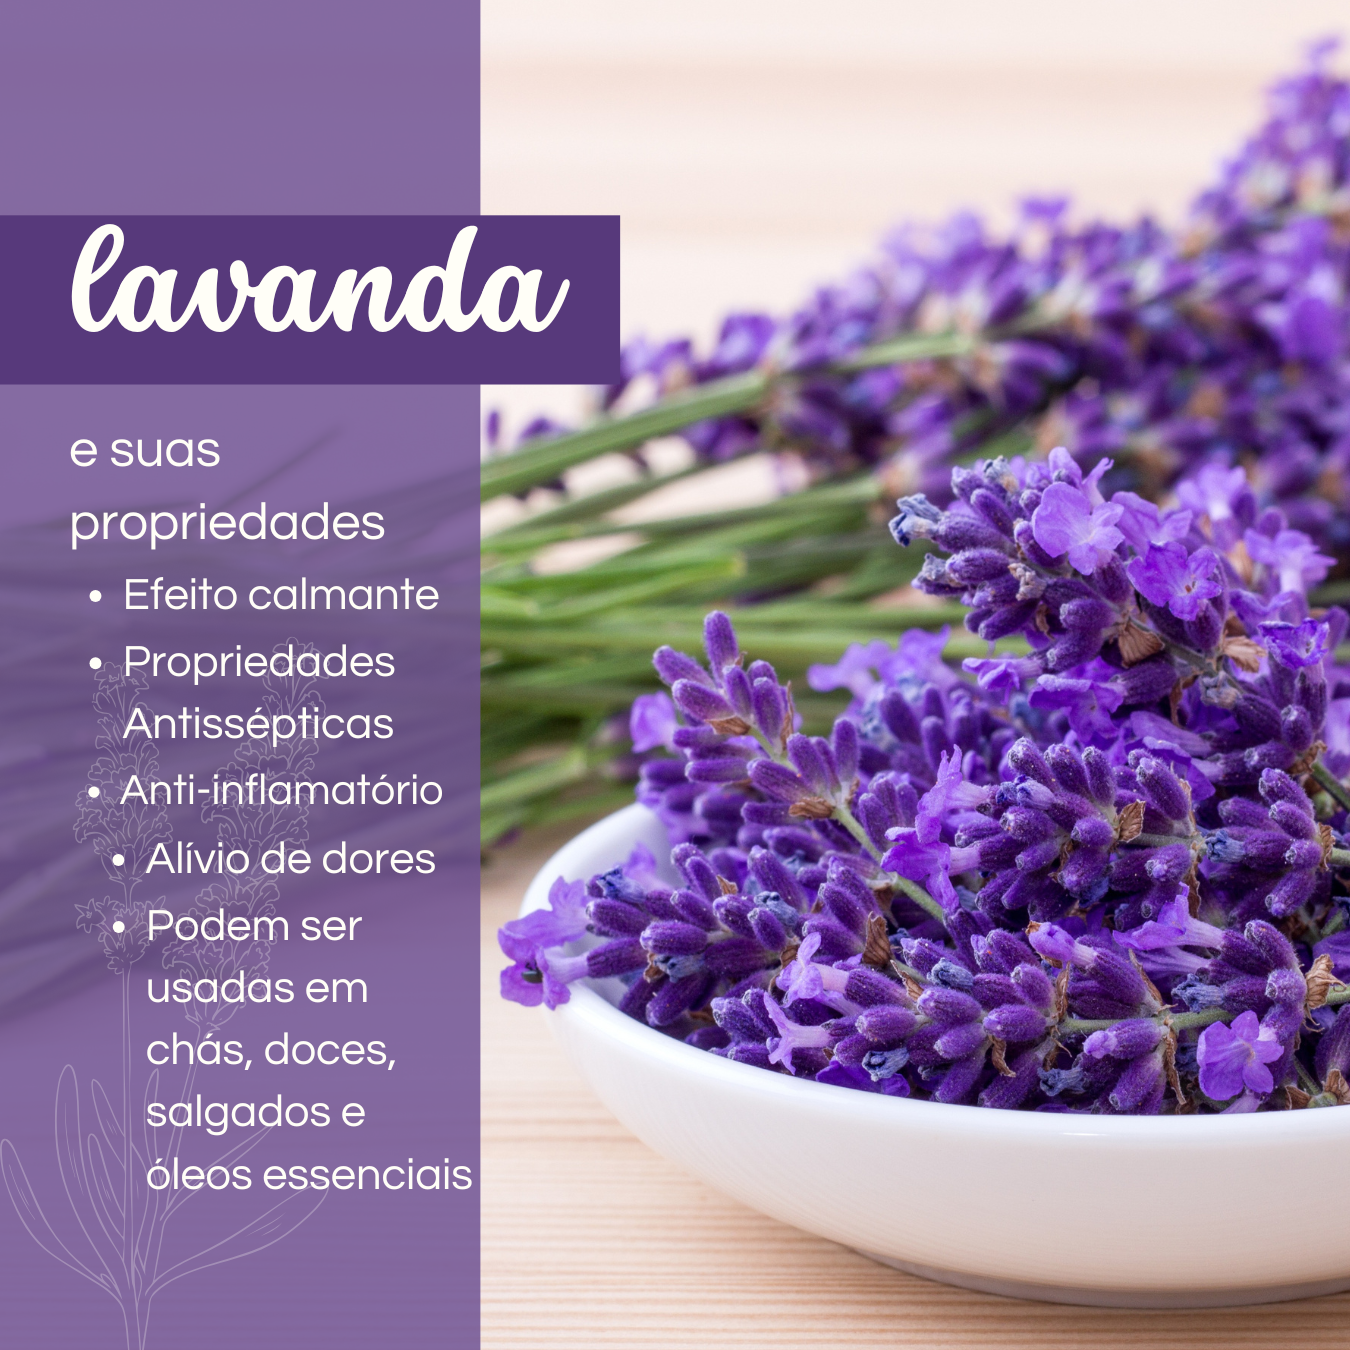 lavanda
e suas
propriedades
• Efeito calmante
• Propriedades
Antissépticas
• Anti-inflamatório
• Alívio de dores
• Podem ser
usadas em
chás, doces,
salgados e
óleos essenciais